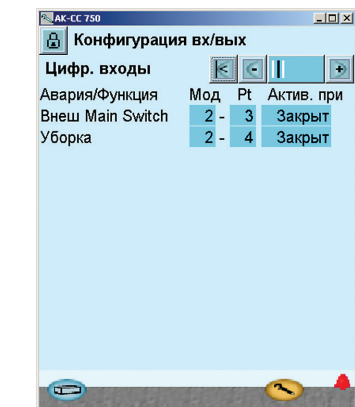 AK-CC 750
Конфигурация вх/вых
Цифр. входы
Авария/Функция Мод Pt Актив. при
Внеш Main Switch 2 - 3 Закрыт
Уборка 2 - 4 Закрыт